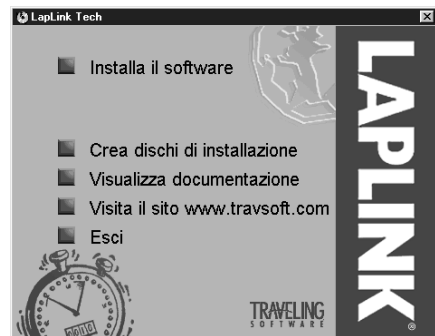 LapLink Tech
Installa il software
Crea dischi di installazione
Visualizza documentazione
Visita il sito www.travsoft.com
Esci
LAPLINK®
TRAVELING
SOFTWARE